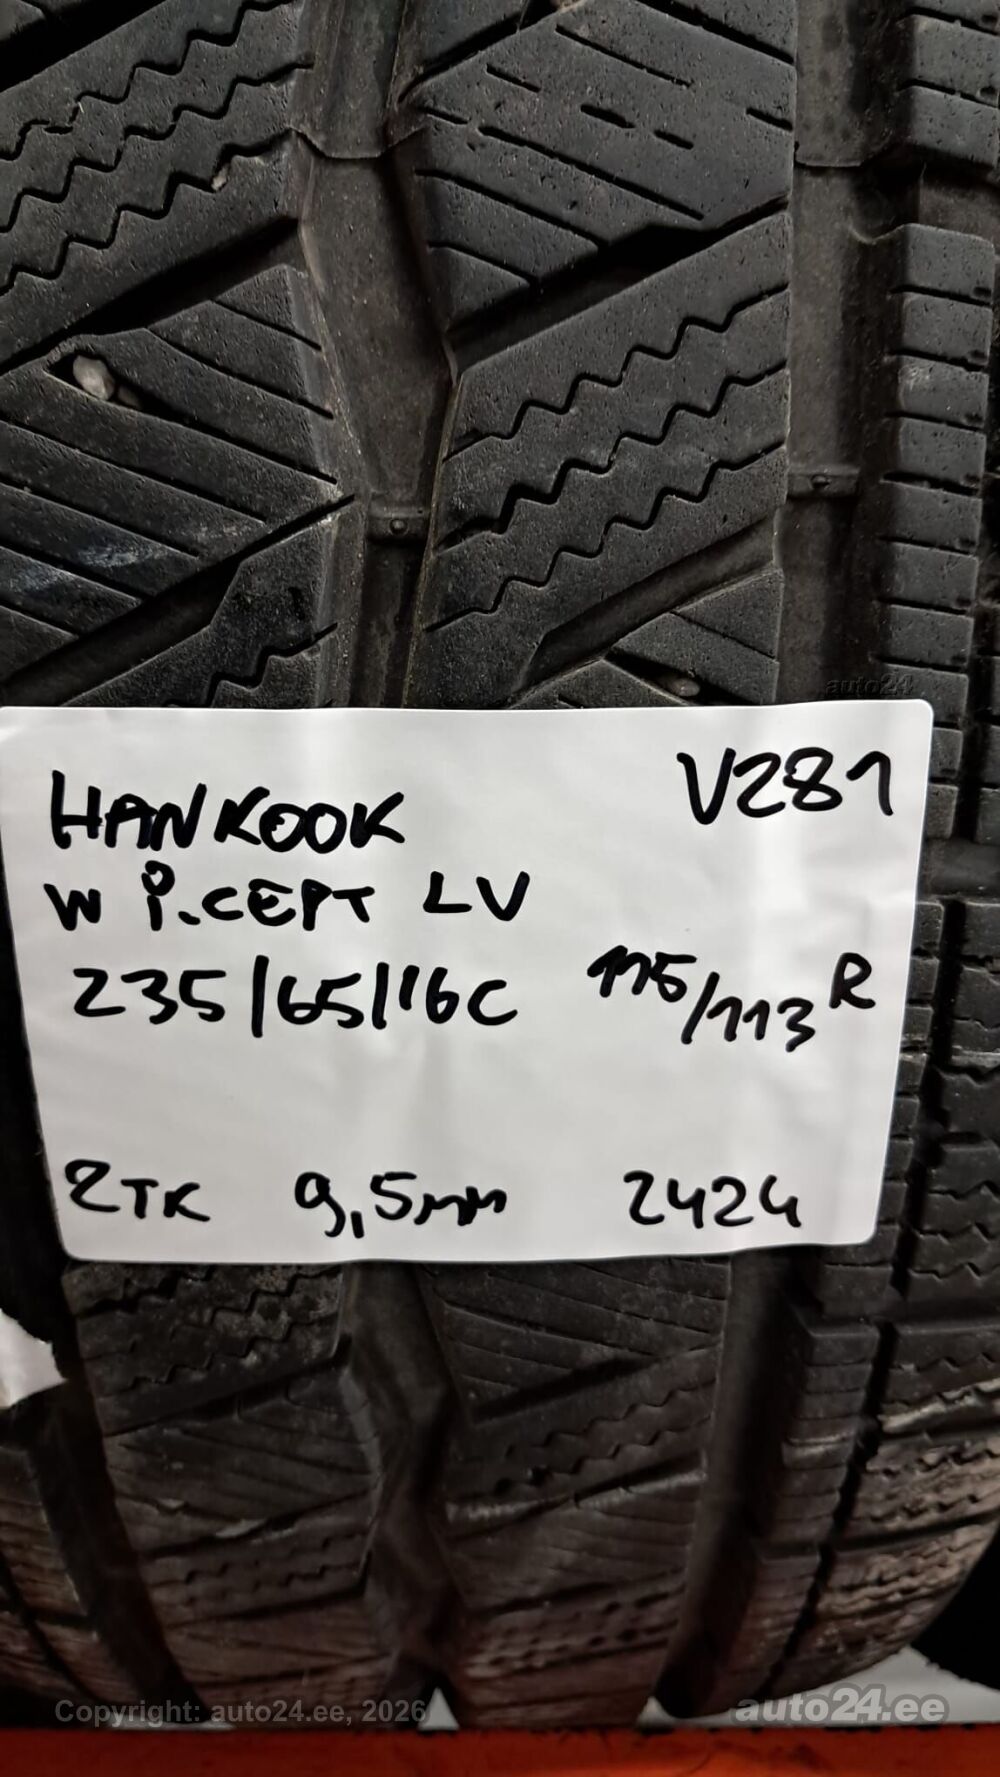 auto24
HANKOOK V281
W i.CEPT LV
235/65/16C 115/113 R
2TK 9,5mm 2424
Copyright: auto24.ee, 2026
auto24.ee